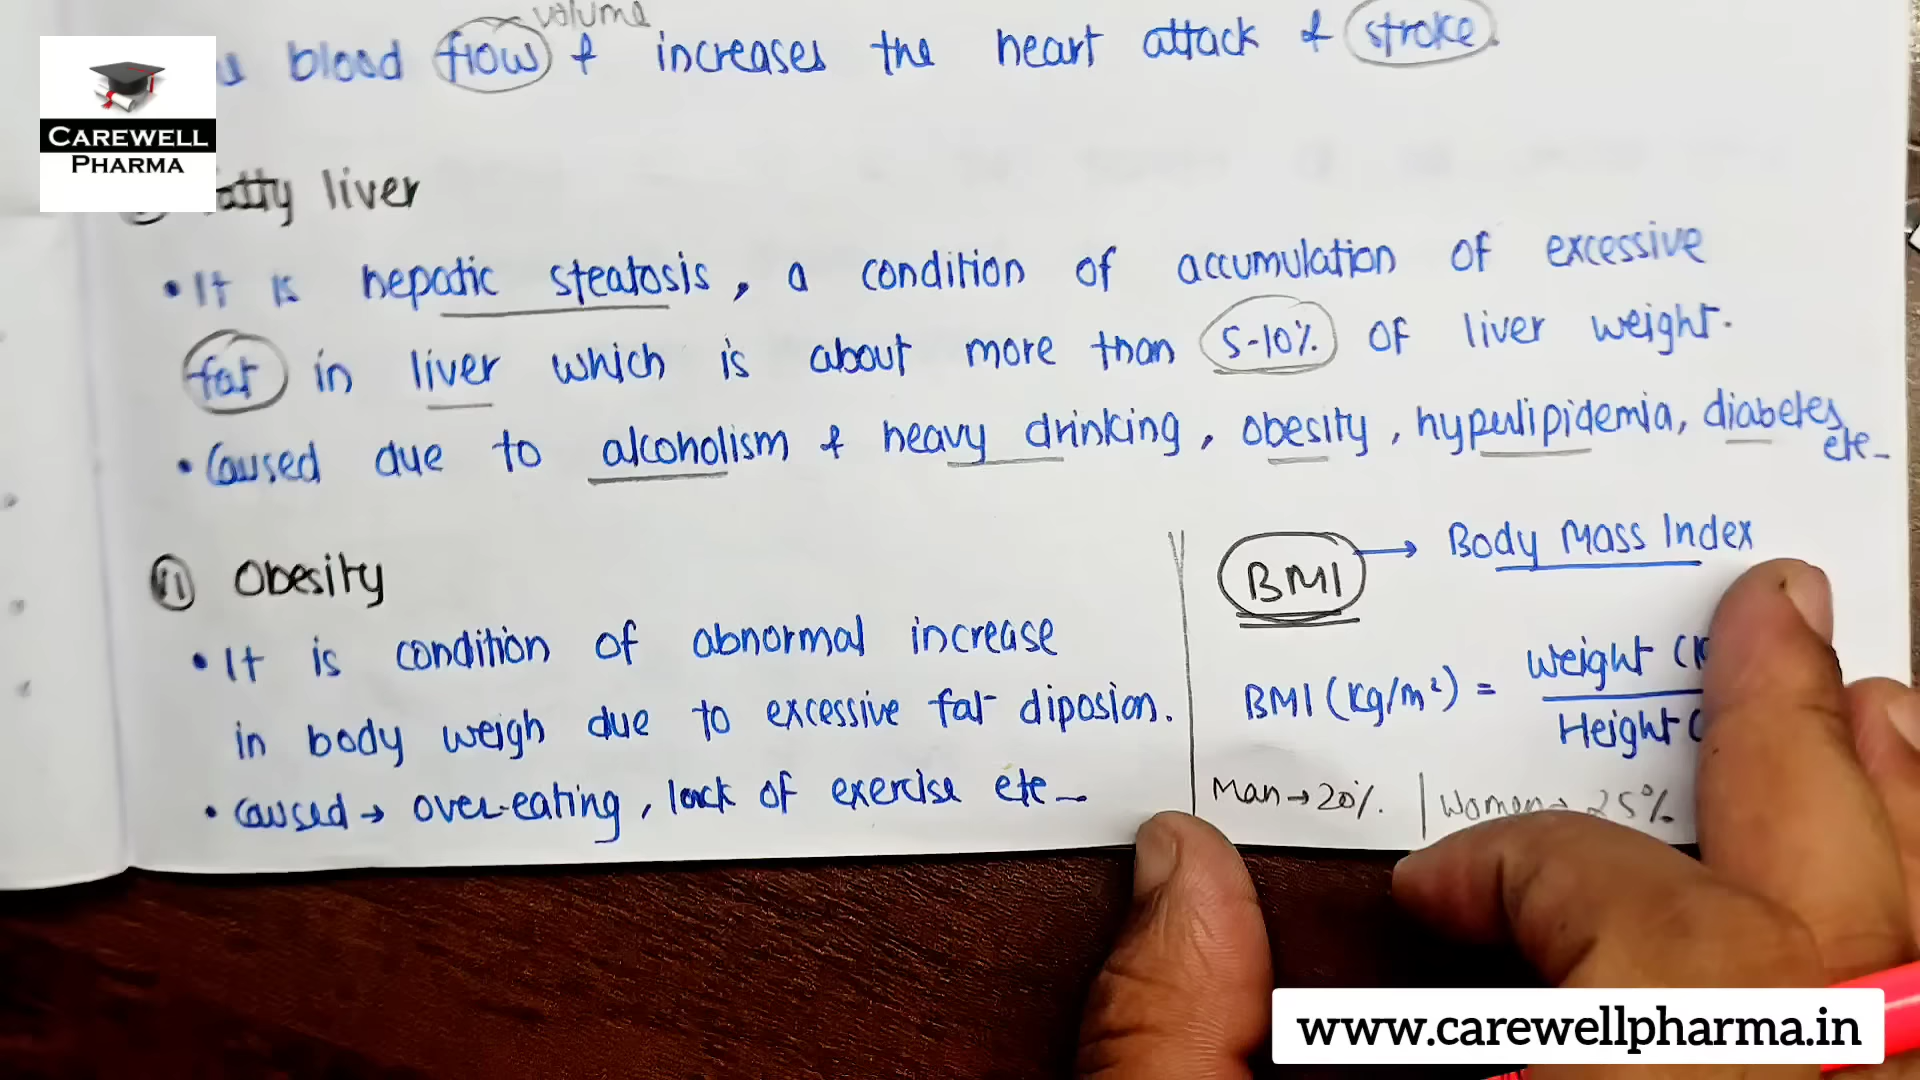 volume
blood flow & increases the heart attack & stroke.
CAREWELL
PHARMA
fatty liver
• It is hepatic steatosis, a condition of accumulation of excessive
fat in liver which is about more than 5-10% of liver weight.
• Caused due to alcoholism & heavy drinking, obesity, hyperlipidemia, diabetes
etc-
(ii) Obesity
• It is condition of abnormal increase
in body weigh due to excessive fat diposion.
• Caused → over-eating, lack of exercise etc-
BMI → Body Mass Index
BMI (kg/m²) = Weight (K
Height (
Man → 20%. | Women → 25%
www.carewellpharma.in